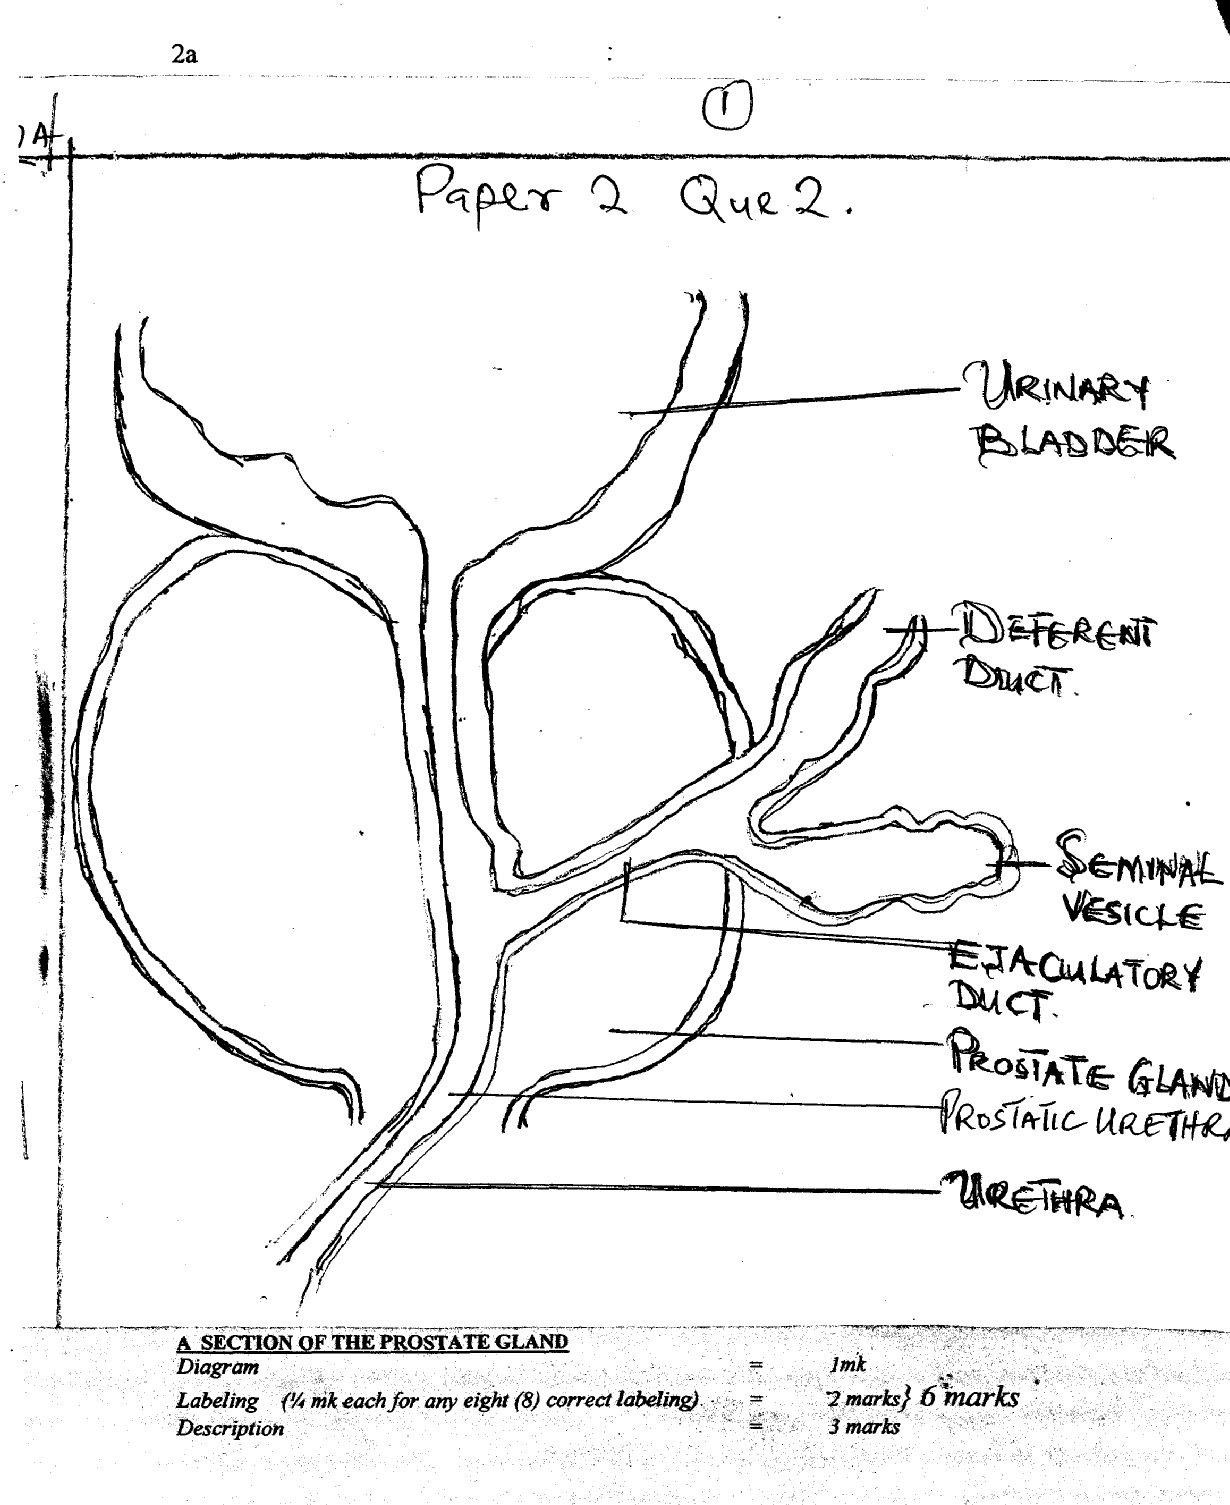 2a
1
1A
Paper 2 Que 2.
URINARY
BLADDER
DEFERENT
DUCT.
SEMINAL
VESICLE
EJACULATORY
DUCT.
PROSTATE GLAND
PROSTATIC URETHRA
URETHRA
A SECTION OF THE PROSTATE GLAND
Diagram = 1mk
Labeling (¼ mk each for any eight (8) correct labeling) = 2 marks} 6 marks
Description = 3 marks